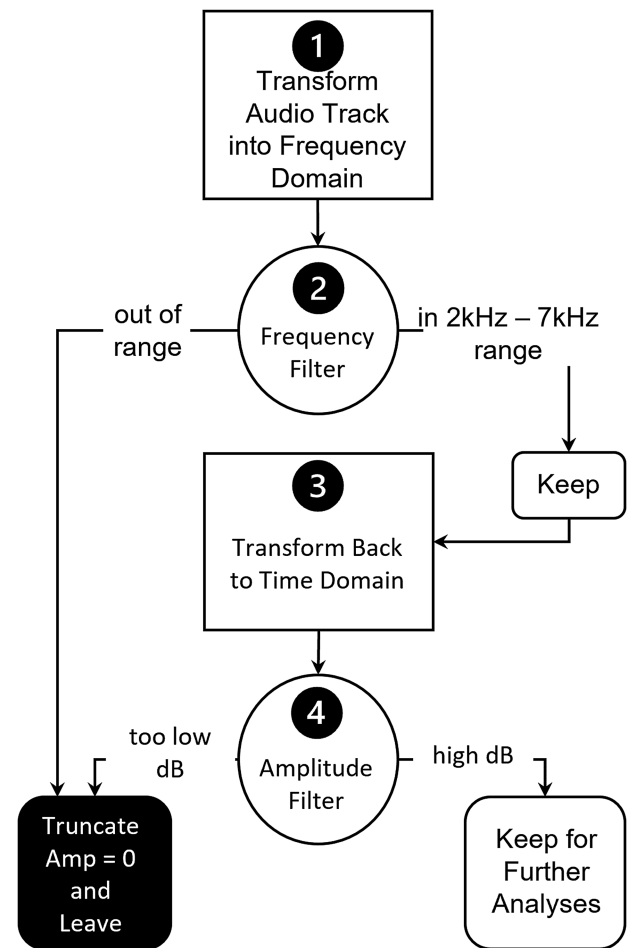 1
Transform
Audio Track
into Frequency
Domain
2
Frequency
Filter
out of
range
in 2kHz – 7kHz
range
Keep
3
Transform Back
to Time Domain
4
Amplitude
Filter
too low
dB
high dB
Truncate
Amp = 0
and
Leave
Keep for
Further
Analyses